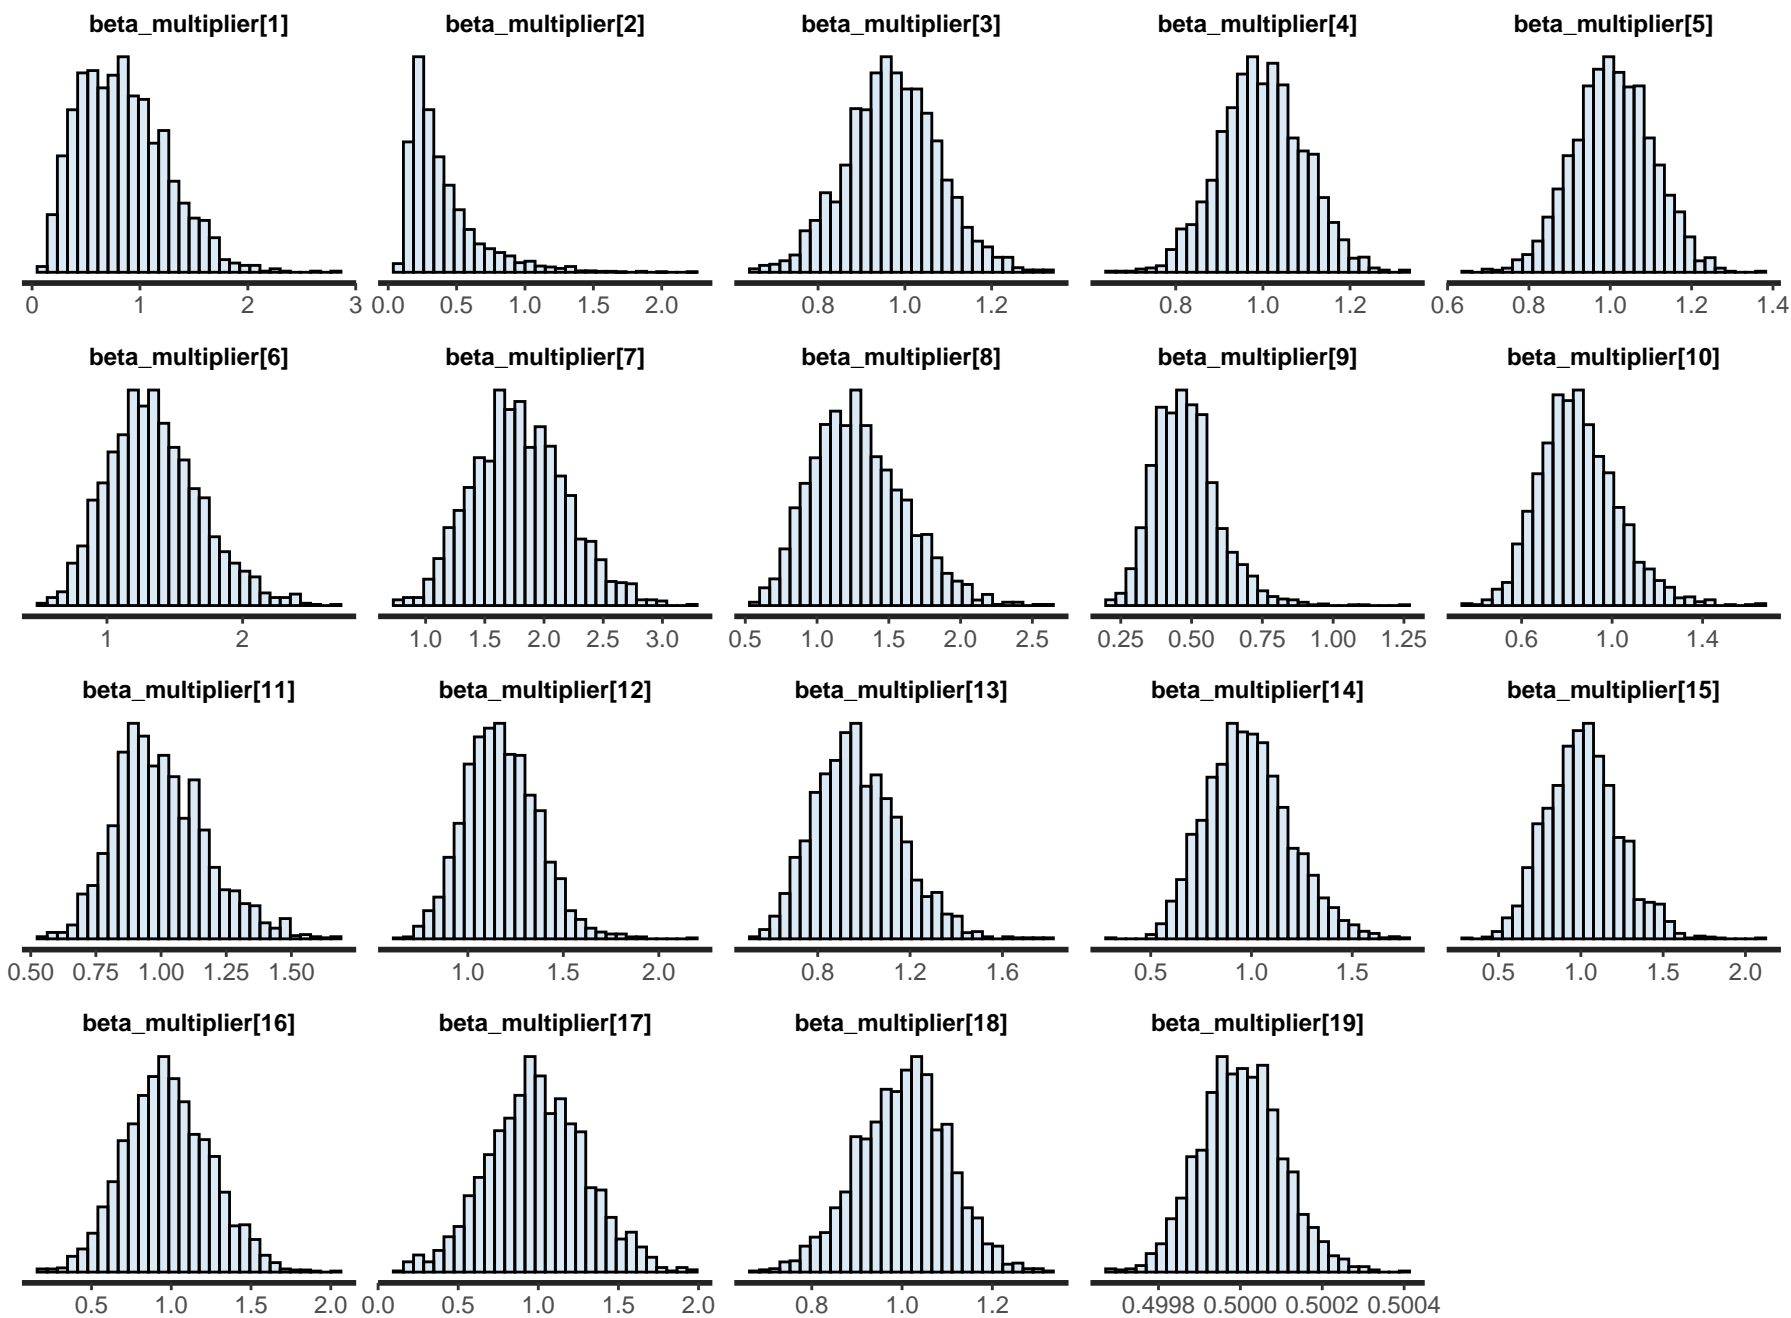 beta_multiplier[1] beta_multiplier[2] beta_multiplier[3] beta_multiplier[4] beta_multiplier[5]
0 1 2 3 0.0 0.5 1.0 1.5 2.0 0.8 1.0 1.2 0.8 1.0 1.2 0.6 0.8 1.0 1.2 1.4
beta_multiplier[6] beta_multiplier[7] beta_multiplier[8] beta_multiplier[9] beta_multiplier[10]
1 2 1.0 1.5 2.0 2.5 3.0 0.5 1.0 1.5 2.0 2.5 0.25 0.50 0.75 1.00 1.25 0.6 1.0 1.4
beta_multiplier[11] beta_multiplier[12] beta_multiplier[13] beta_multiplier[14] beta_multiplier[15]
0.50 0.75 1.00 1.25 1.50 1.0 1.5 2.0 0.8 1.2 1.6 0.5 1.0 1.5 0.5 1.0 1.5 2.0
beta_multiplier[16] beta_multiplier[17] beta_multiplier[18] beta_multiplier[19]
0.5 1.0 1.5 2.0 0.0 0.5 1.0 1.5 2.0 0.8 1.0 1.2 0.4998 0.5000 0.5002 0.5004